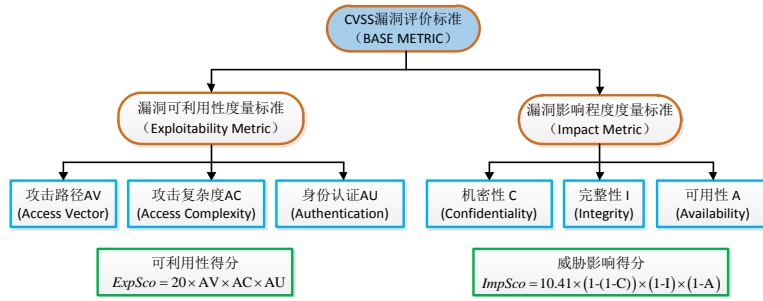 CVSS漏洞评价标准
（BASE METRIC）
漏洞可利用性度量标准
（Exploitability Metric）
漏洞影响程度度量标准
（Impact Metric）
攻击路径AV
(Access Vector)
攻击复杂度AC
(Access Complexity)
身份认证AU
(Authentication)
机密性 C
(Confidentiality)
完整性 I
(Integrity)
可用性 A
(Availability)
可利用性得分
ExpSco = 20 × AV × AC × AU
威胁影响得分
ImpSco = 10.41 × (1-(1-C)) × (1-I) × (1-A)